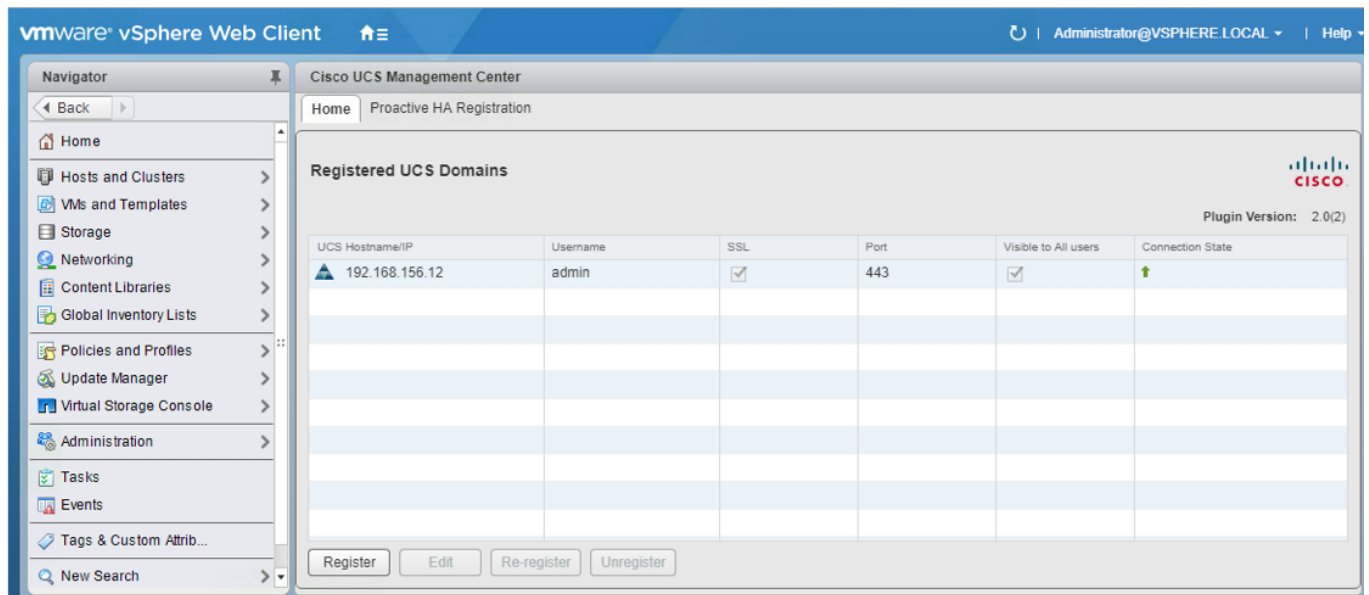 vmware® vSphere Web Client
Administrator@VSPHERE.LOCAL | Help
Navigator
Back
Home
Hosts and Clusters
VMs and Templates
Storage
Networking
Content Libraries
Global Inventory Lists
Policies and Profiles
Update Manager
Virtual Storage Console
Administration
Tasks
Events
Tags & Custom Attrib...
New Search
Cisco UCS Management Center
Home Proactive HA Registration
Registered UCS Domains
CISCO
Plugin Version: 2.0(2)
UCS Hostname/IP Username SSL Port Visible to All users Connection State
192.168.156.12 admin 443
Register Edit Re-register Unregister